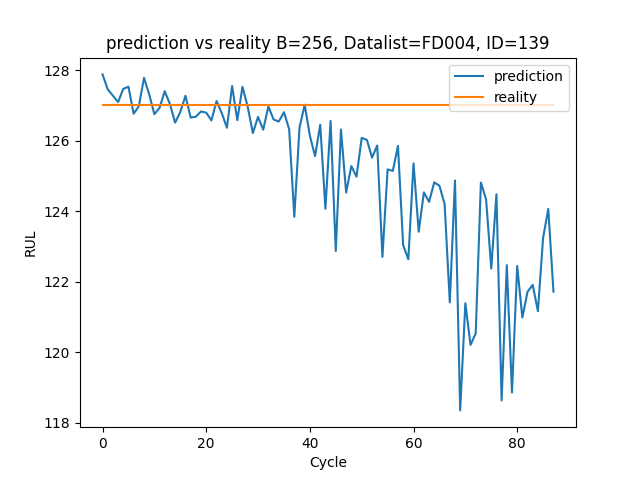 prediction vs reality B=256, Datalist=FD004, ID=139
prediction
reality
128
126
124
122
120
118
RUL
0 20 40 60 80
Cycle